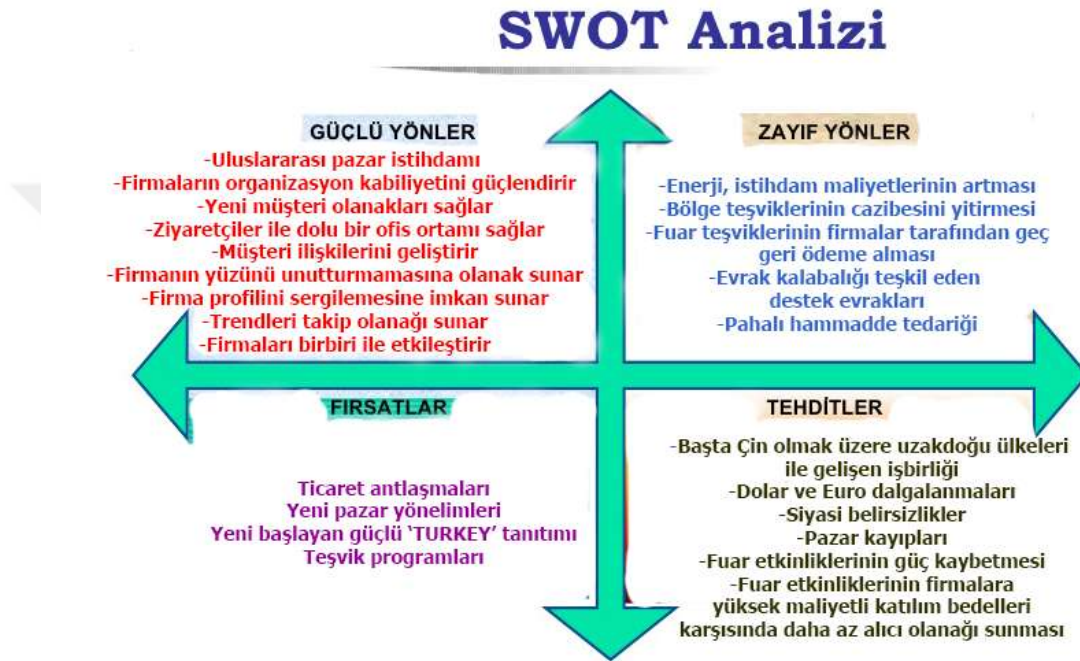 SWOT Analizi
GÜÇLÜ YÖNLER
-Uluslararası pazar istihdamı
-Firmaların organizasyon kabiliyetini güçlendirir
-Yeni müşteri olanakları sağlar
-Ziyaretçiler ile dolu bir ofis ortamı sağlar
-Müşteri ilişkilerini geliştirir
-Firmanın yüzünü unutturmamasına olanak sunar
-Firma profilini sergilemesine imkan sunar
-Trendleri takip olanağı sunar
-Firmaları birbiri ile etkileştirir
ZAYIF YÖNLER
-Enerji, istihdam maliyetlerinin artması
-Bölge teşviklerinin cazibesini yitirmesi
-Fuar teşviklerinin firmalar tarafından geç
geri ödeme alması
-Evrak kalabalığı teşkil eden
destek evrakları
-Pahalı hammadde tedariği
FIRSATLAR
Ticaret antlaşmaları
Yeni pazar yönelimleri
Yeni başlayan güçlü ‘TURKEY’ tanıtımı
Teşvik programları
TEHDİTLER
-Başta Çin olmak üzere uzakdoğu ülkeleri
ile gelişen işbirliği
-Dolar ve Euro dalgalanmaları
-Siyasi belirsizlikler
-Pazar kayıpları
-Fuar etkinliklerinin güç kaybetmesi
-Fuar etkinliklerinin firmalara
yüksek maliyetli katılım bedelleri
karşısında daha az alıcı olanağı sunması